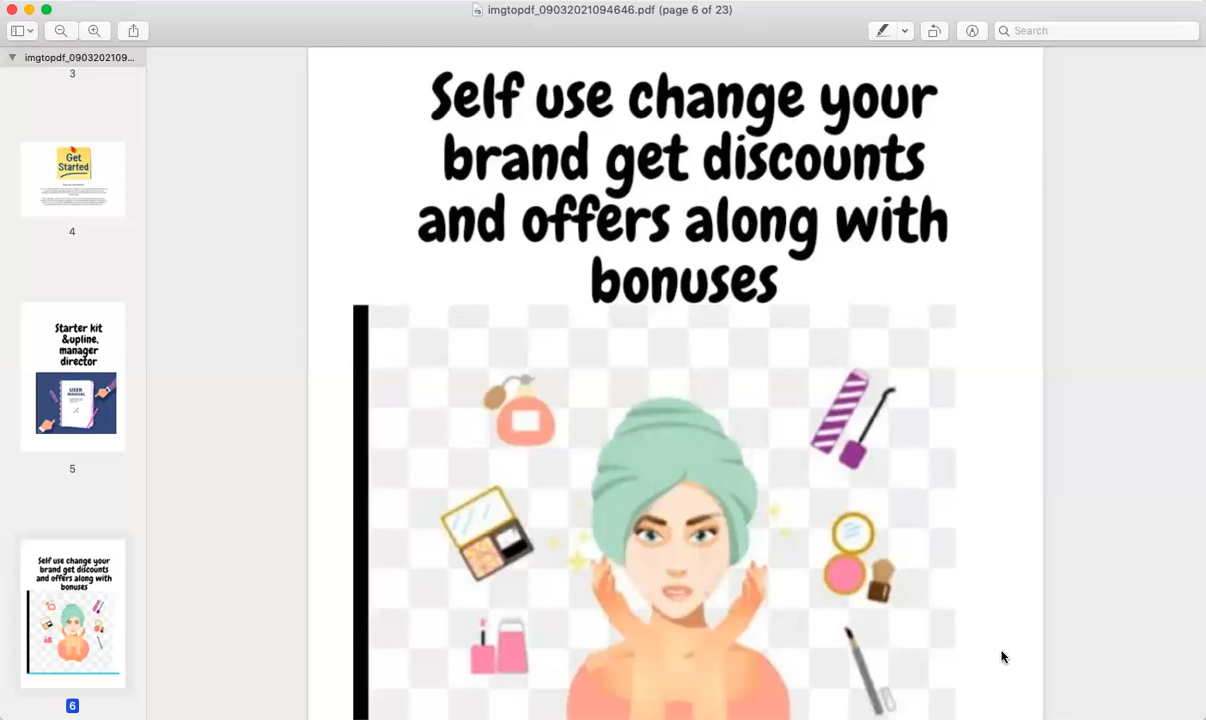 imgtopdf_09032021094646.pdf (page 6 of 23)
Search
imgtopdf_0903202109...
3
Get
Started
4
Starter kit
&upline,
manager
director
USER
MANUAL
5
Self use change your
brand get discounts
and offers along with
bonuses
6
Self use change your
brand get discounts
and offers along with
bonuses